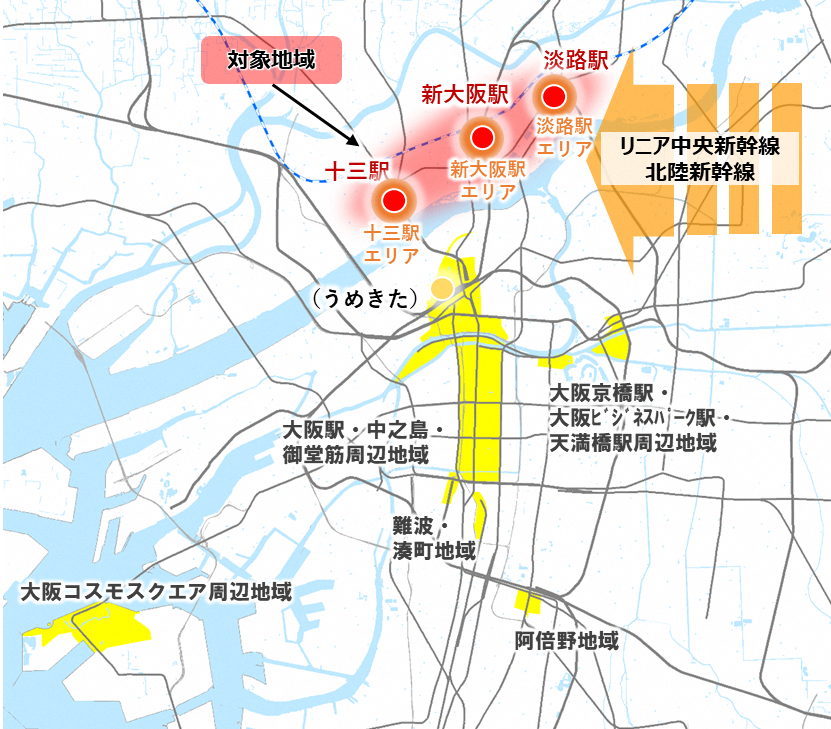 対象地域
淡路駅
新大阪駅
淡路駅
エリア
リニア中央新幹線
北陸新幹線
十三駅
新大阪駅
エリア
十三駅
エリア
（うめきた）
大阪京橋駅・
大阪ﾋﾞｼﾞﾈｽﾊﾟｰｸ駅・
天満橋駅周辺地域
大阪駅・中之島・
御堂筋周辺地域
難波・
湊町地域
大阪コスモスクエア周辺地域
阿倍野地域